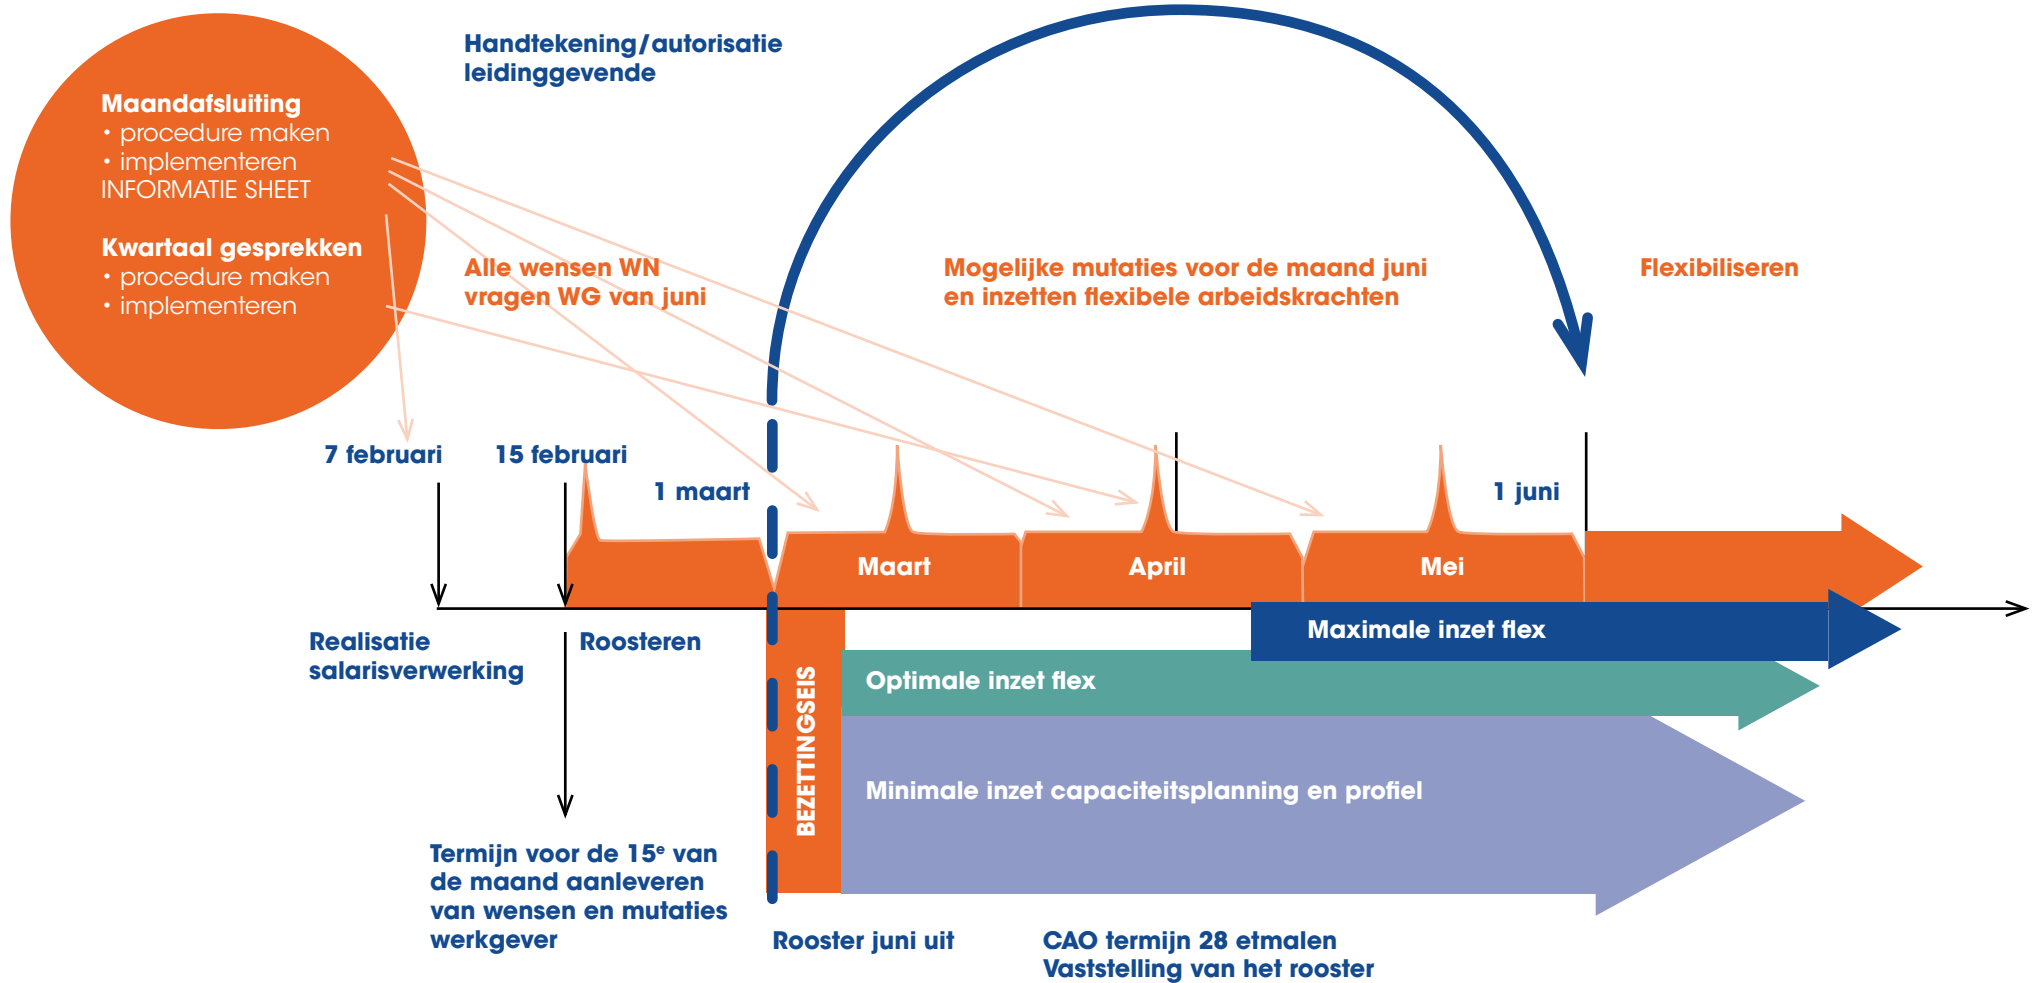 Handtekening/autorisatie
leidinggevende
Maandafsluiting
• procedure maken
• implementeren
INFORMATIE SHEET
Kwartaal gesprekken
• procedure maken
• implementeren
Alle wensen WN
vragen WG van juni
Mogelijke mutaties voor de maand juni
en inzetten flexibele arbeidskrachten
Flexibiliseren
7 februari
15 februari
1 maart
1 juni
Maart
April
Mei
Realisatie
salarisverwerking
Roosteren
Maximale inzet flex
Optimale inzet flex
BEZETTINGSEIS
Minimale inzet capaciteitsplanning en profiel
Termijn voor de 15e van
de maand aanleveren
van wensen en mutaties
werkgever
Rooster juni uit
CAO termijn 28 etmalen
Vaststelling van het rooster